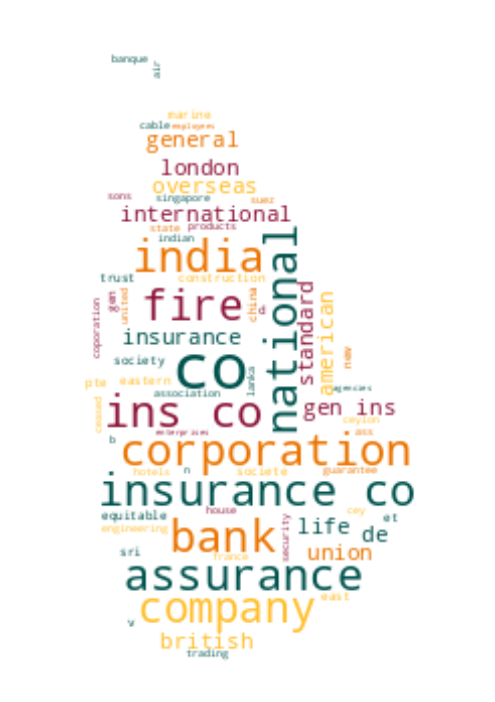 banque
air
marine
cable employees
general
london
overseas
sons singapore suez
international
state products
indian
india national
trust construction
coporation gen united fire china d. standard american
insurance
society co new
pte eastern lanka agencies
association
ceased ins co gen ins
ceylon
enterprises ass
b corporation
hotels n societe guarantee
insurance co
equitable house cey et
engineering bank security life de
sri france union
assurance
east
company
v british
trading